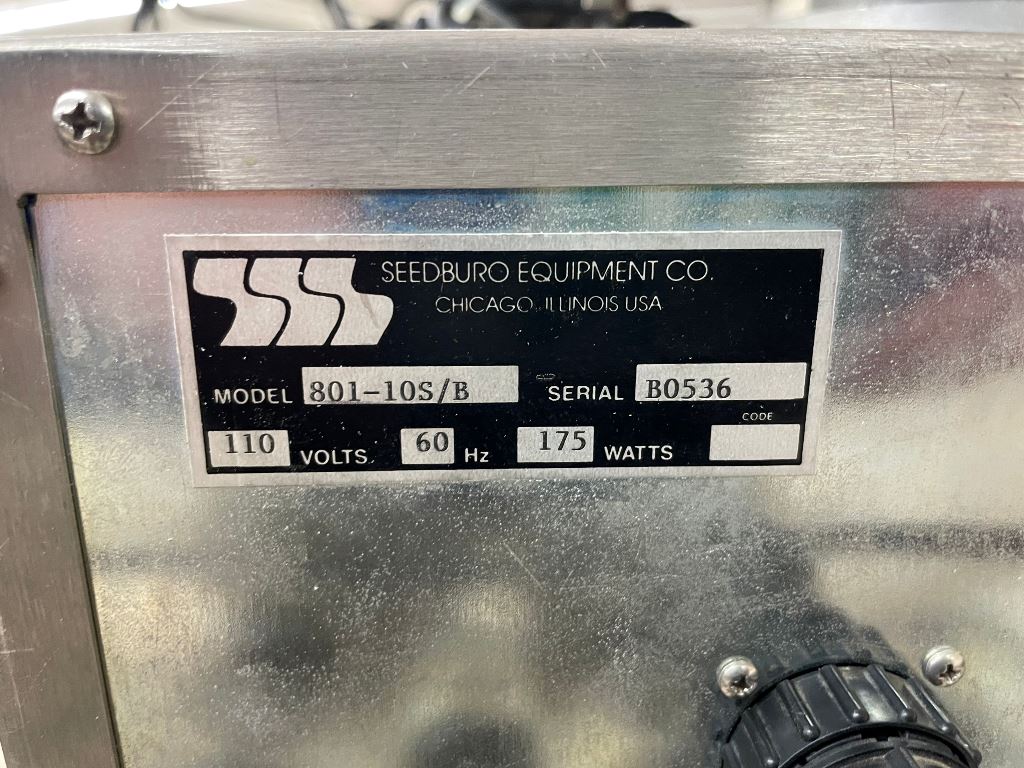 SEEDBURO EQUIPMENT CO.
CHICAGO, ILLINOIS USA
MODEL 801-10S/B SERIAL B0536
CODE
110 VOLTS 60 Hz 175 WATTS